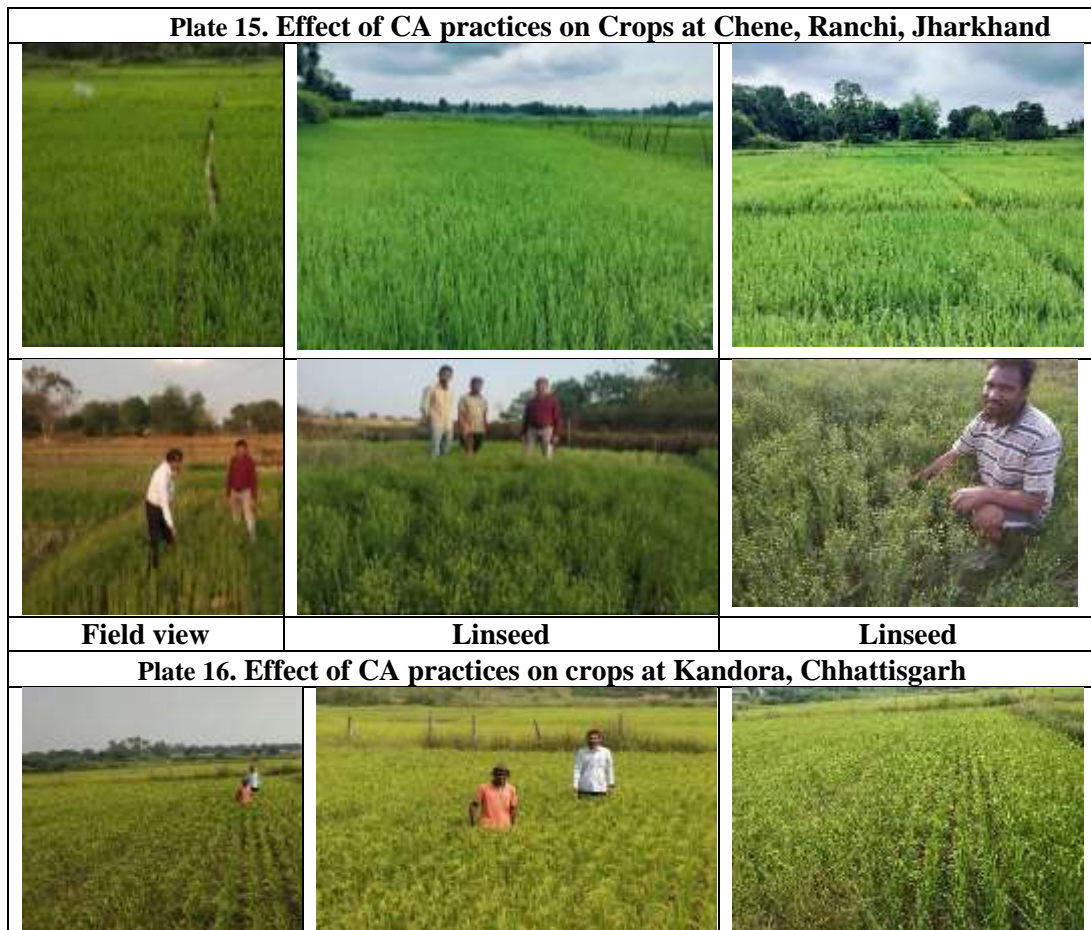 Plate 15. Effect of CA practices on Crops at Chene, Ranchi, Jharkhand
Field view Linseed Linseed
Plate 16. Effect of CA practices on crops at Kandora, Chhattisgarh